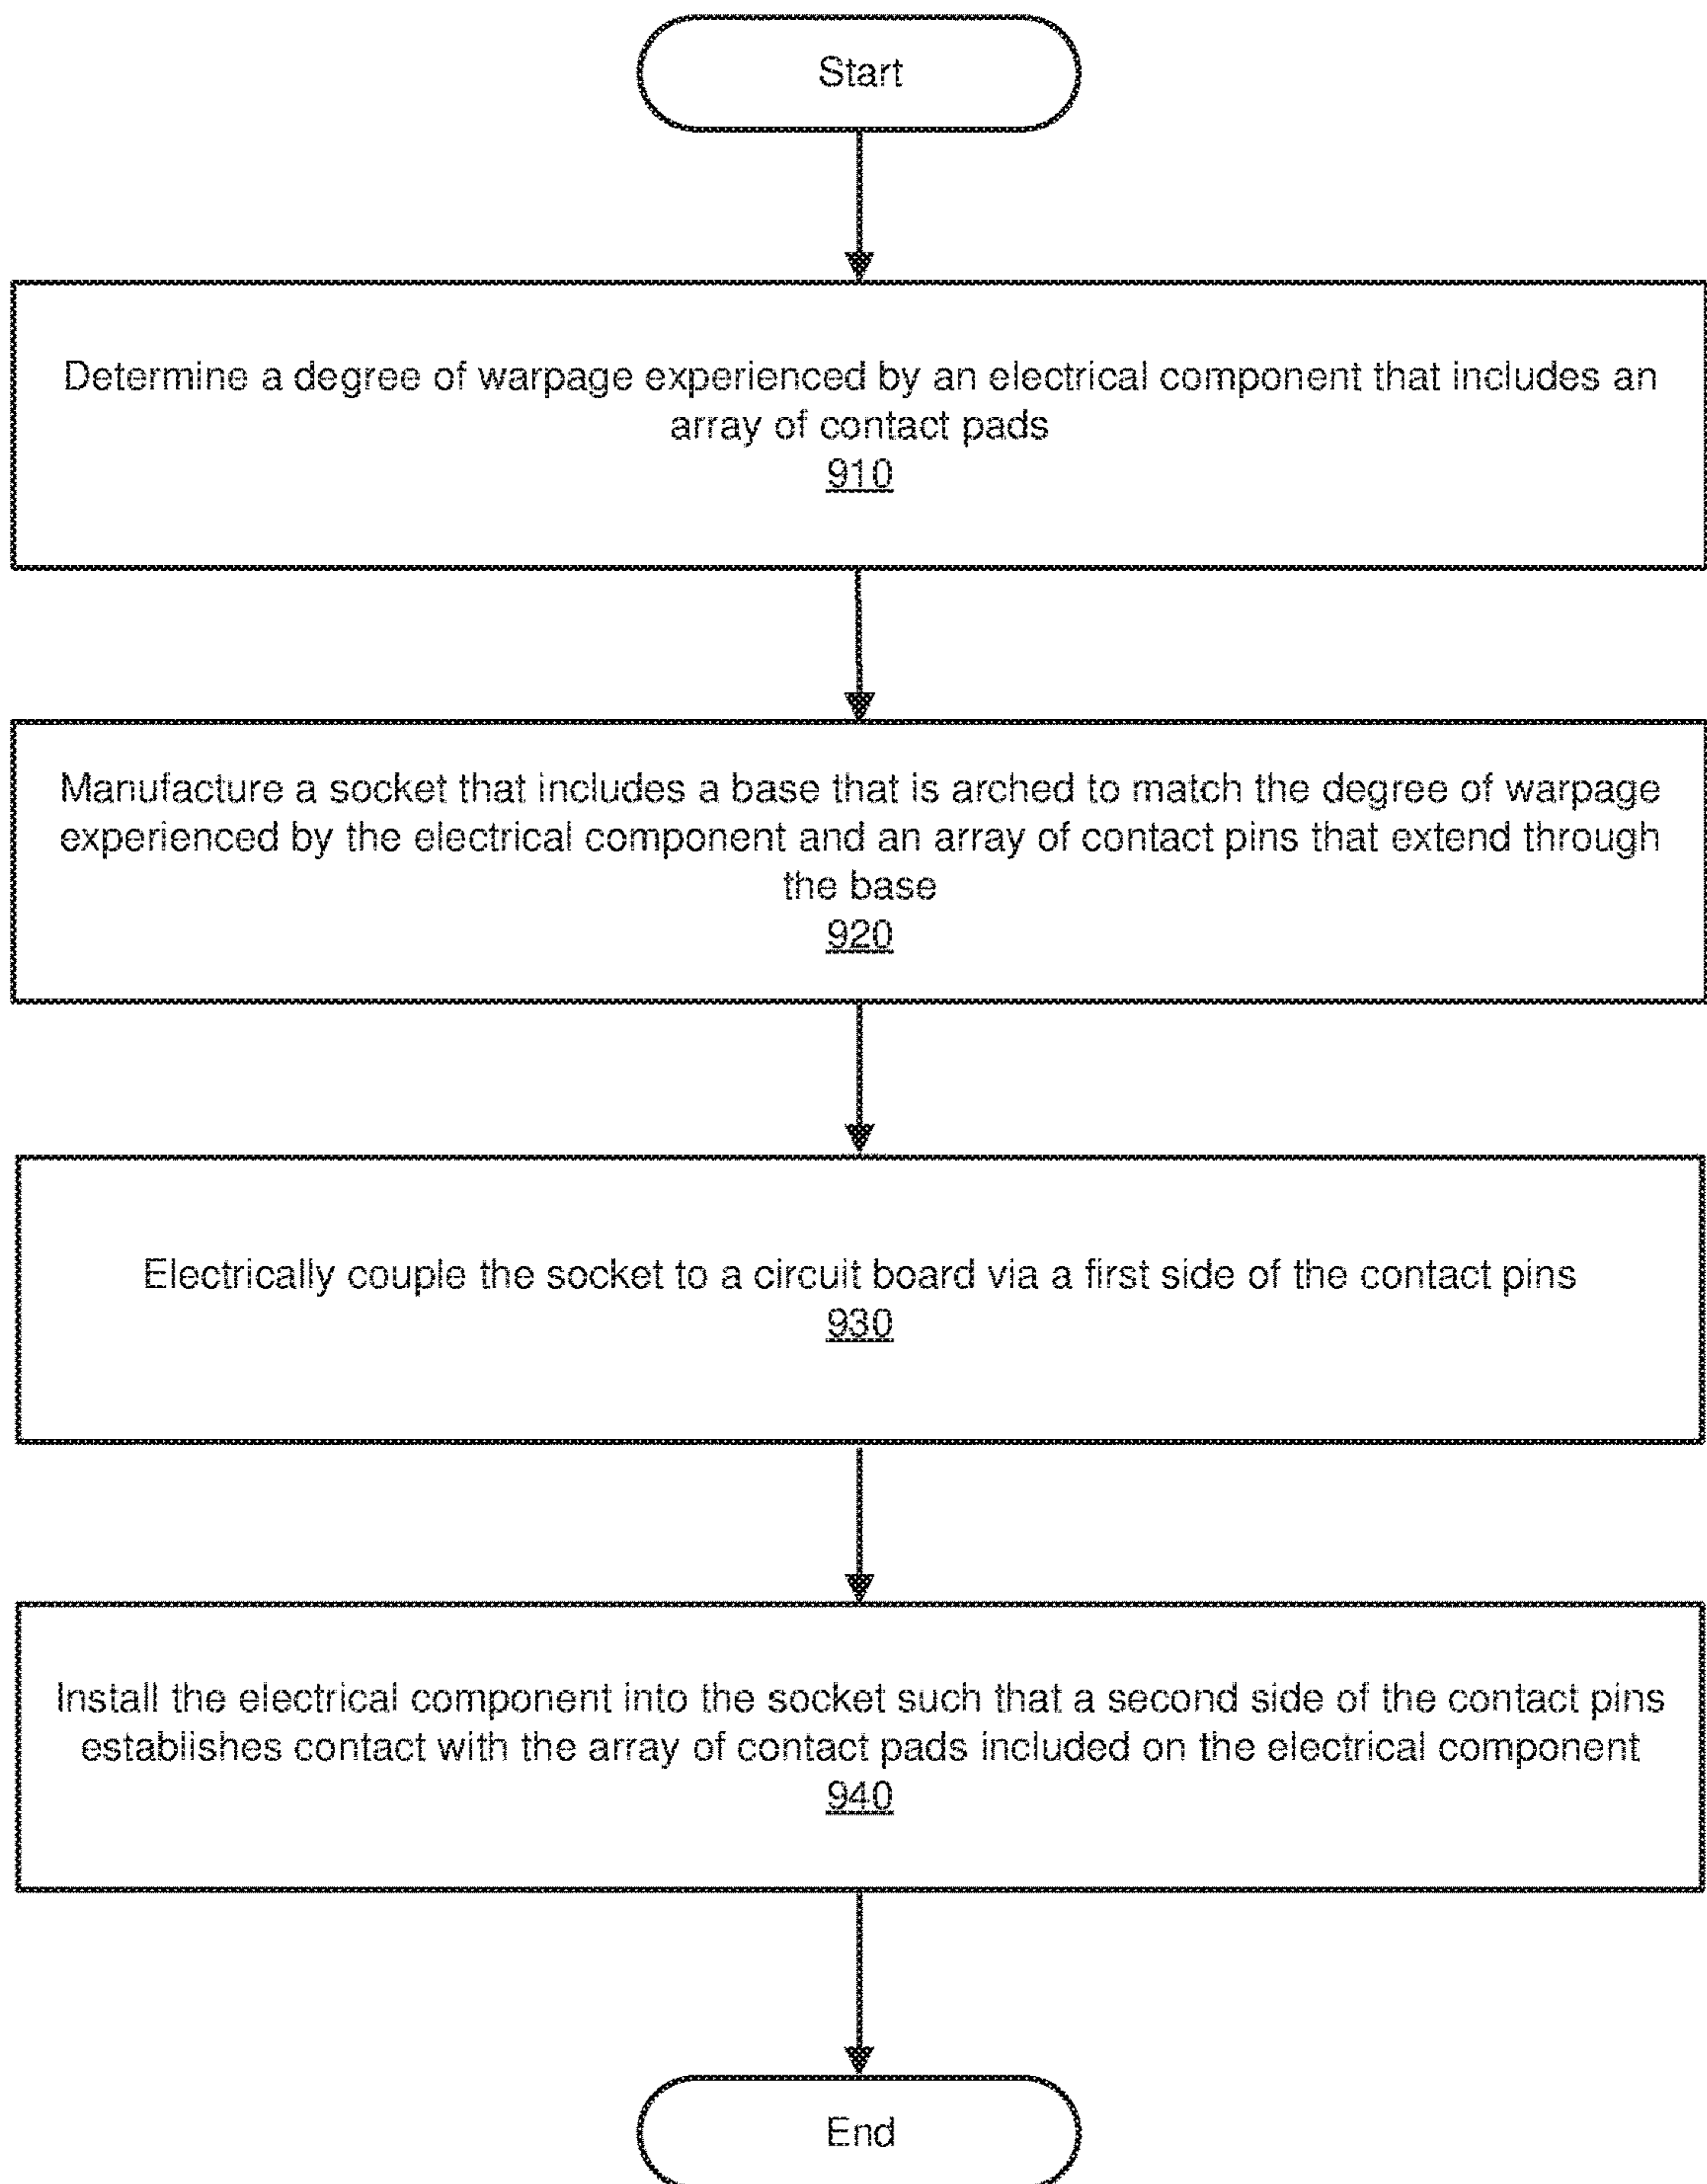 Start
Determine a degree of warpage experienced by an electrical component that includes an
array of contact pads
910
Manufacture a socket that includes a base that is arched to match the degree of warpage
experienced by the electrical component and an array of contact pins that extend through
the base
920
Electrically couple the socket to a circuit board via a first side of the contact pins
930
Install the electrical component into the socket such that a second side of the contact pins
establishes contact with the array of contact pads included on the electrical component
940
End